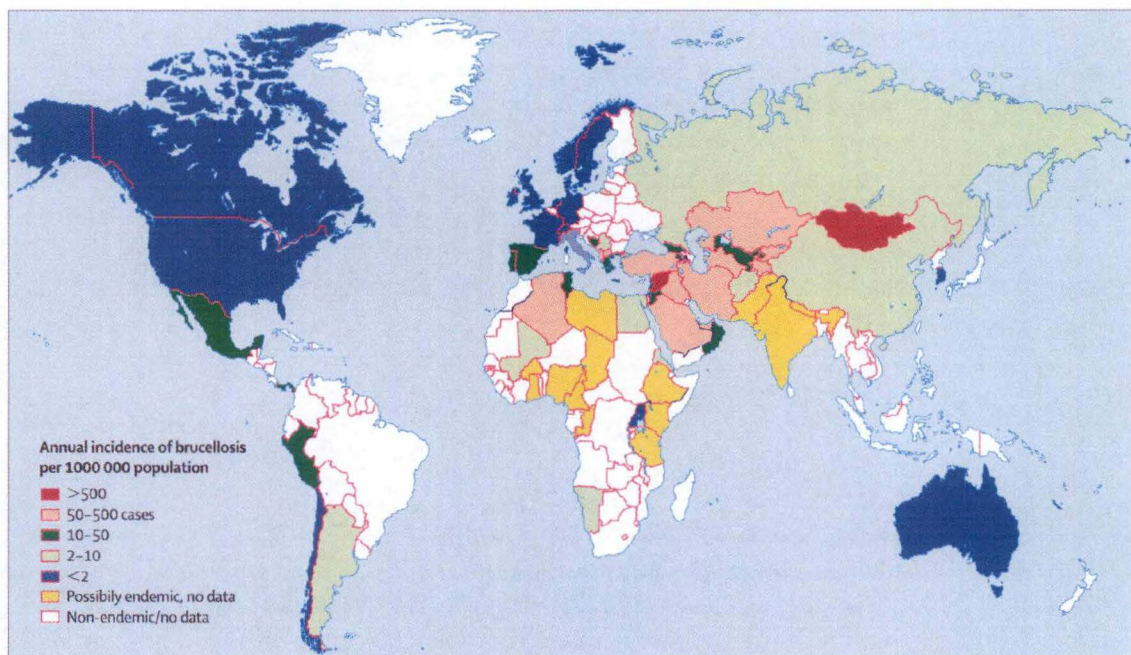 Annual incidence of brucellosis
per 1000 000 population
>500
50–500 cases
10–50
2–10
<2
Possibily endemic, no data
Non-endemic/no data